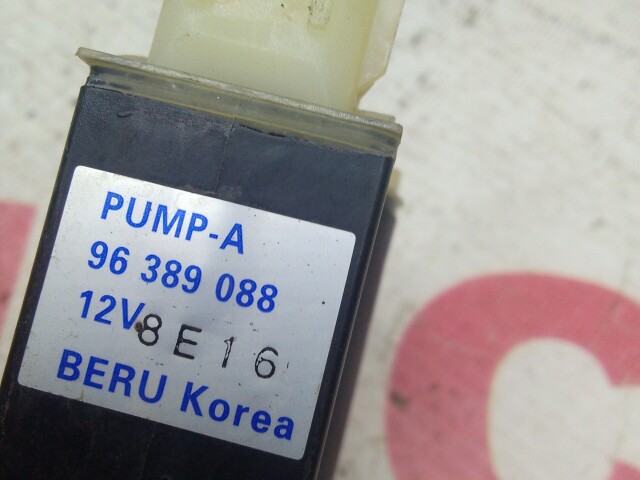 PUMP-A
96 389 088
12V 8E16
BERU Korea